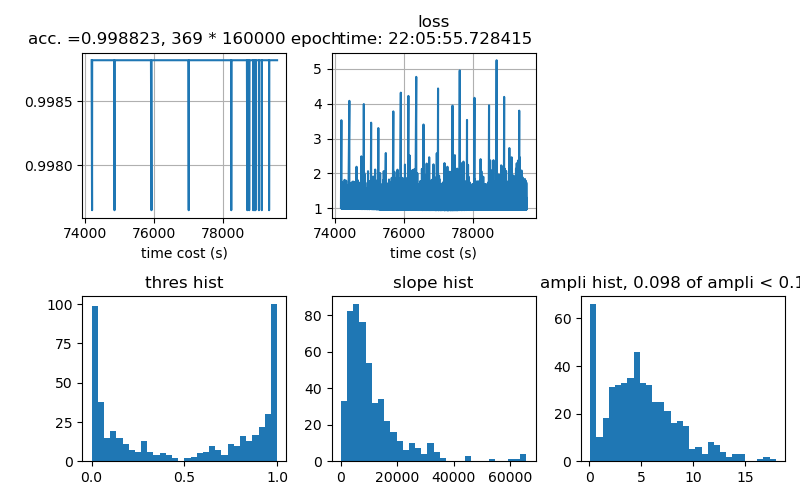 loss
acc. =0.998823, 369 * 160000 epoch
time: 22:05:55.728415
0.9985
0.9980
74000 76000 78000
time cost (s)
5
4
3
2
1
74000 76000 78000
time cost (s)
thres hist
100
75
50
25
0
0.0 0.5 1.0
slope hist
80
60
40
20
0
0 20000 40000 60000
ampli hist, 0.098 of ampli < 0.1
60
40
20
0
0 5 10 15